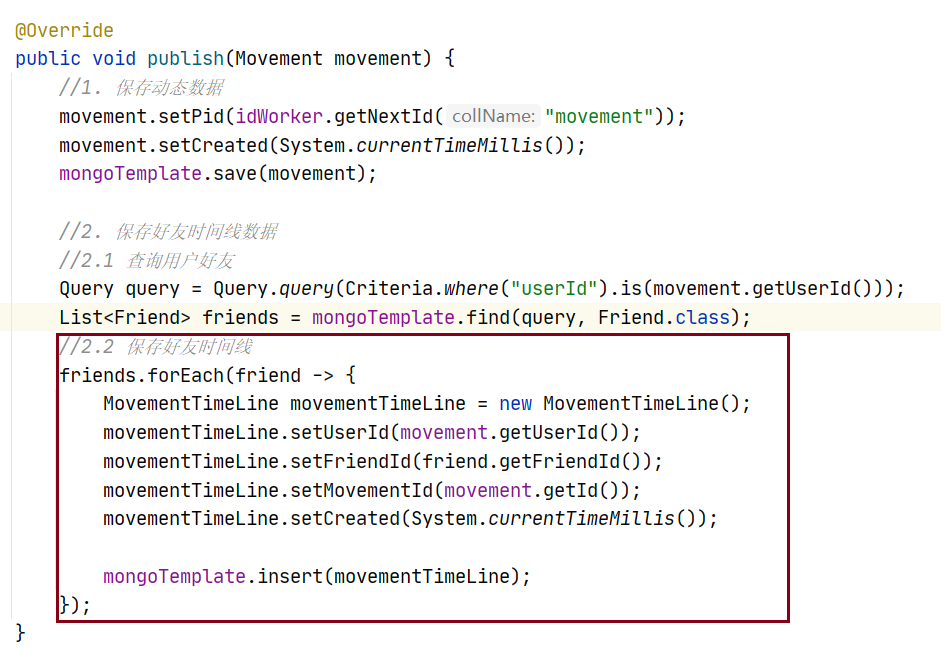 @Override
public void publish(Movement movement) {
//1. 保存动态数据
movement.setPid(idWorker.getNextId( collName: "movement"));
movement.setCreated(System.currentTimeMillis());
mongoTemplate.save(movement);
//2. 保存好友时间线数据
//2.1 查询用户好友
Query query = Query.query(Criteria.where("userId").is(movement.getUserId()));
List<Friend> friends = mongoTemplate.find(query, Friend.class);
//2.2 保存好友时间线
friends.forEach(friend -> {
MovementTimeLine movementTimeLine = new MovementTimeLine();
movementTimeLine.setUserId(movement.getUserId());
movementTimeLine.setFriendId(friend.getFriendId());
movementTimeLine.setMovementId(movement.getId());
movementTimeLine.setCreated(System.currentTimeMillis());
mongoTemplate.insert(movementTimeLine);
});
}